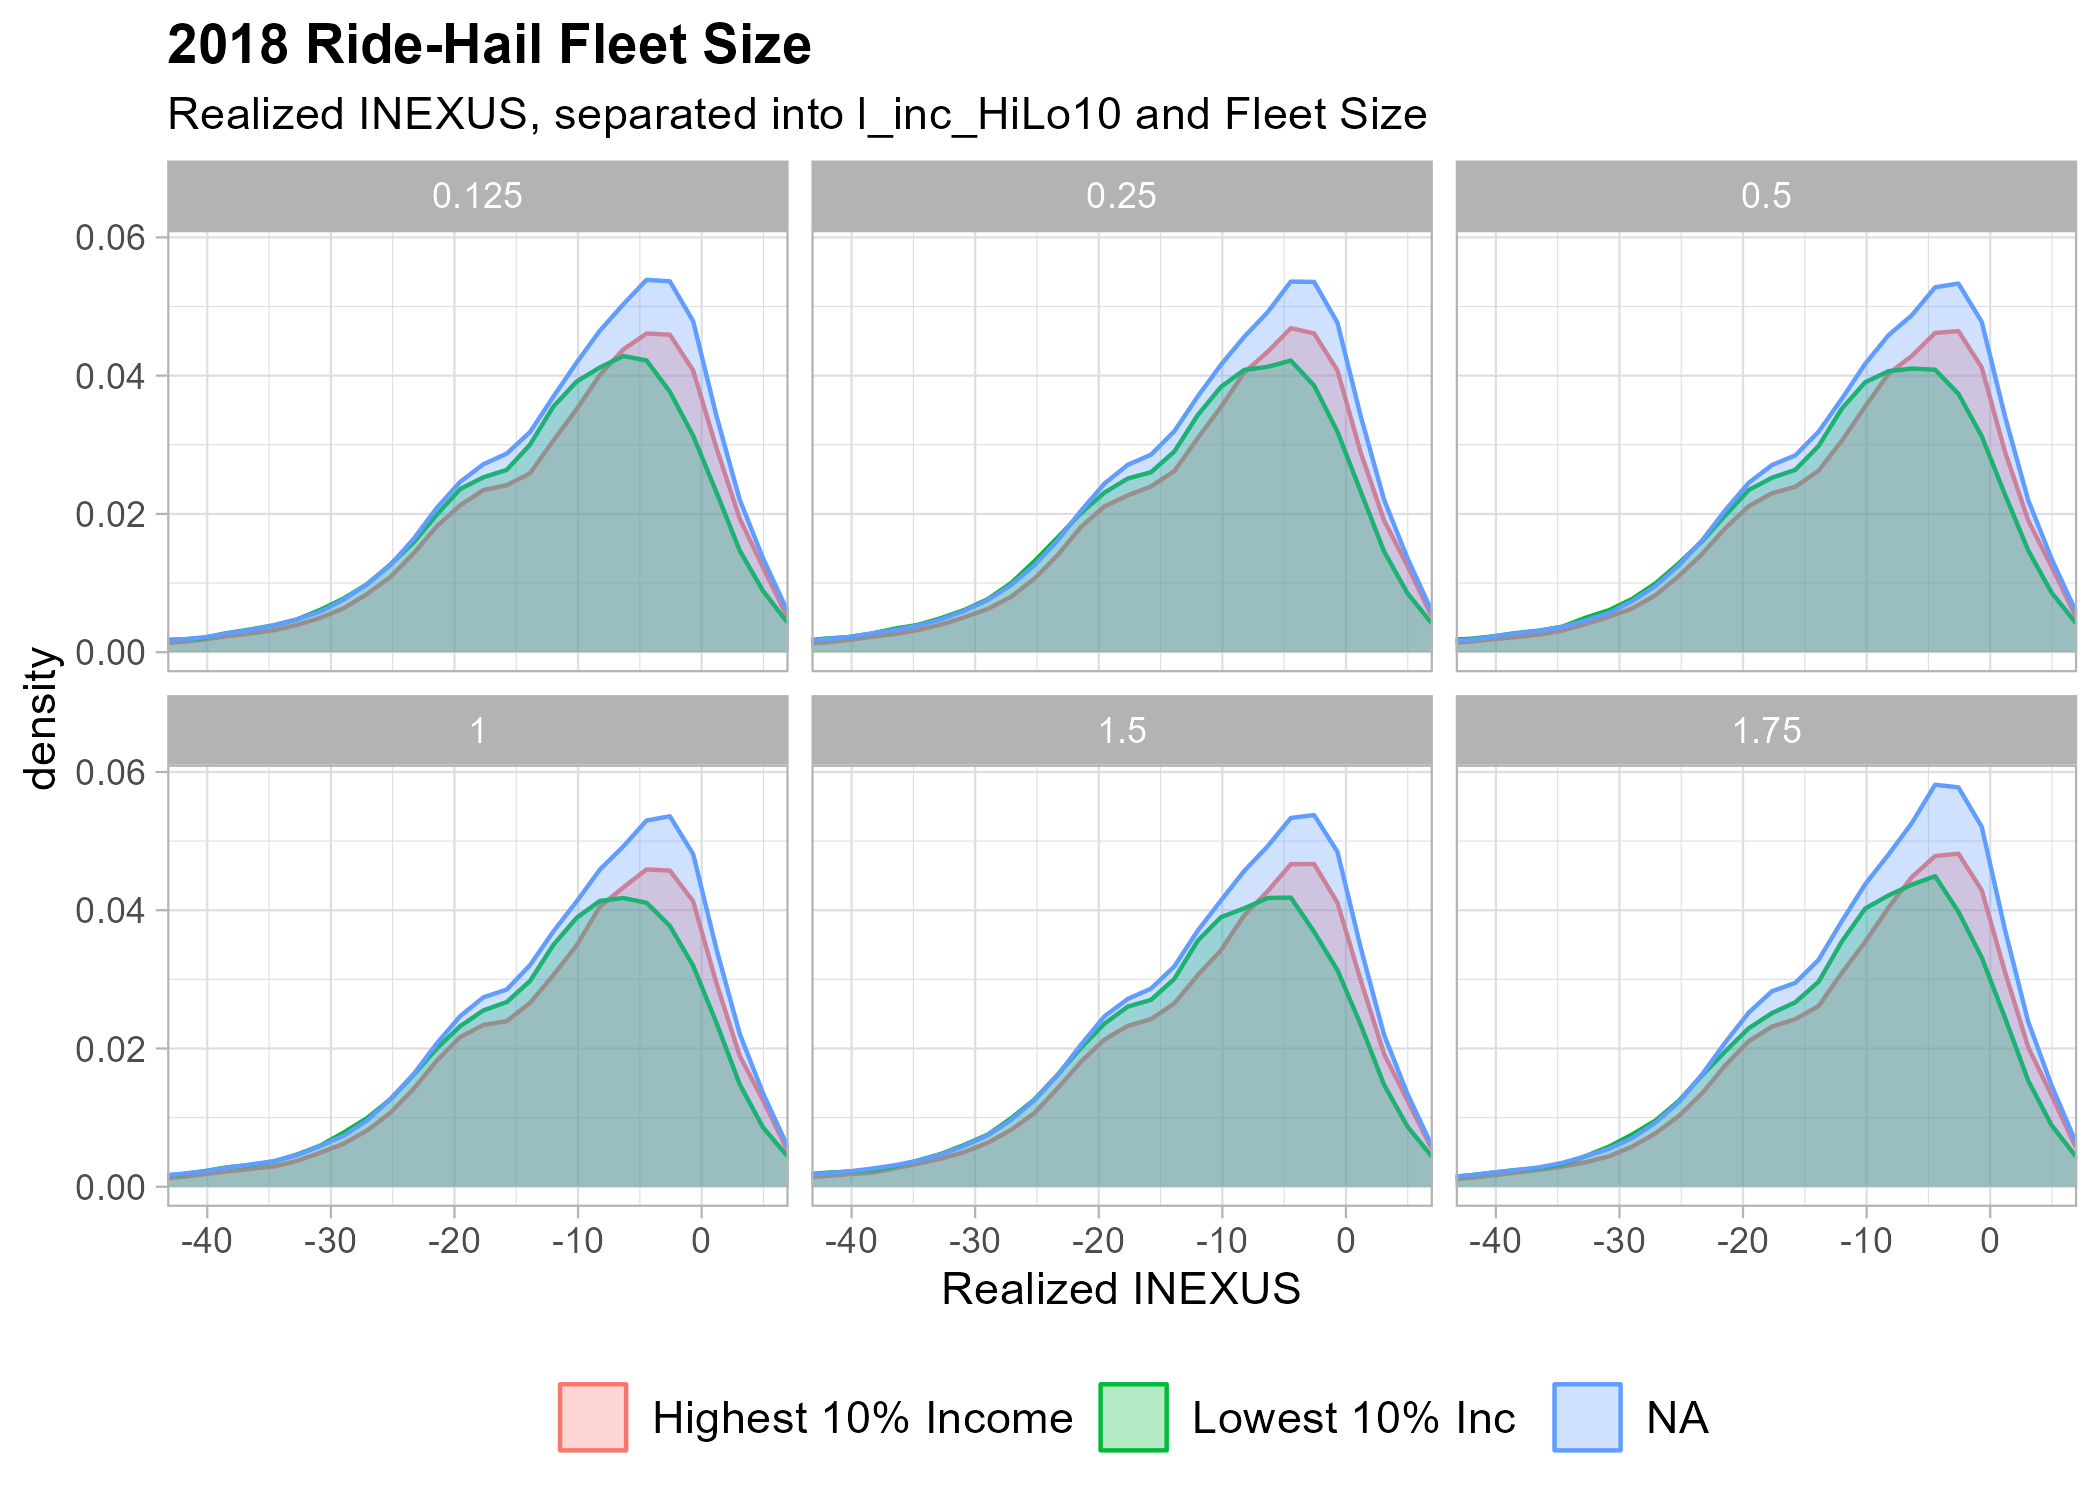 2018 Ride-Hail Fleet Size
Realized INEXUS, separated into l_inc_HiLo10 and Fleet Size
0.125
0.25
0.5
0.06
0.04
0.02
0.00
density
1
1.5
1.75
0.06
0.04
0.02
0.00
-40 -30 -20 -10 0
-40 -30 -20 -10 0
-40 -30 -20 -10 0
Realized INEXUS
Highest 10% Income
Lowest 10% Inc
NA